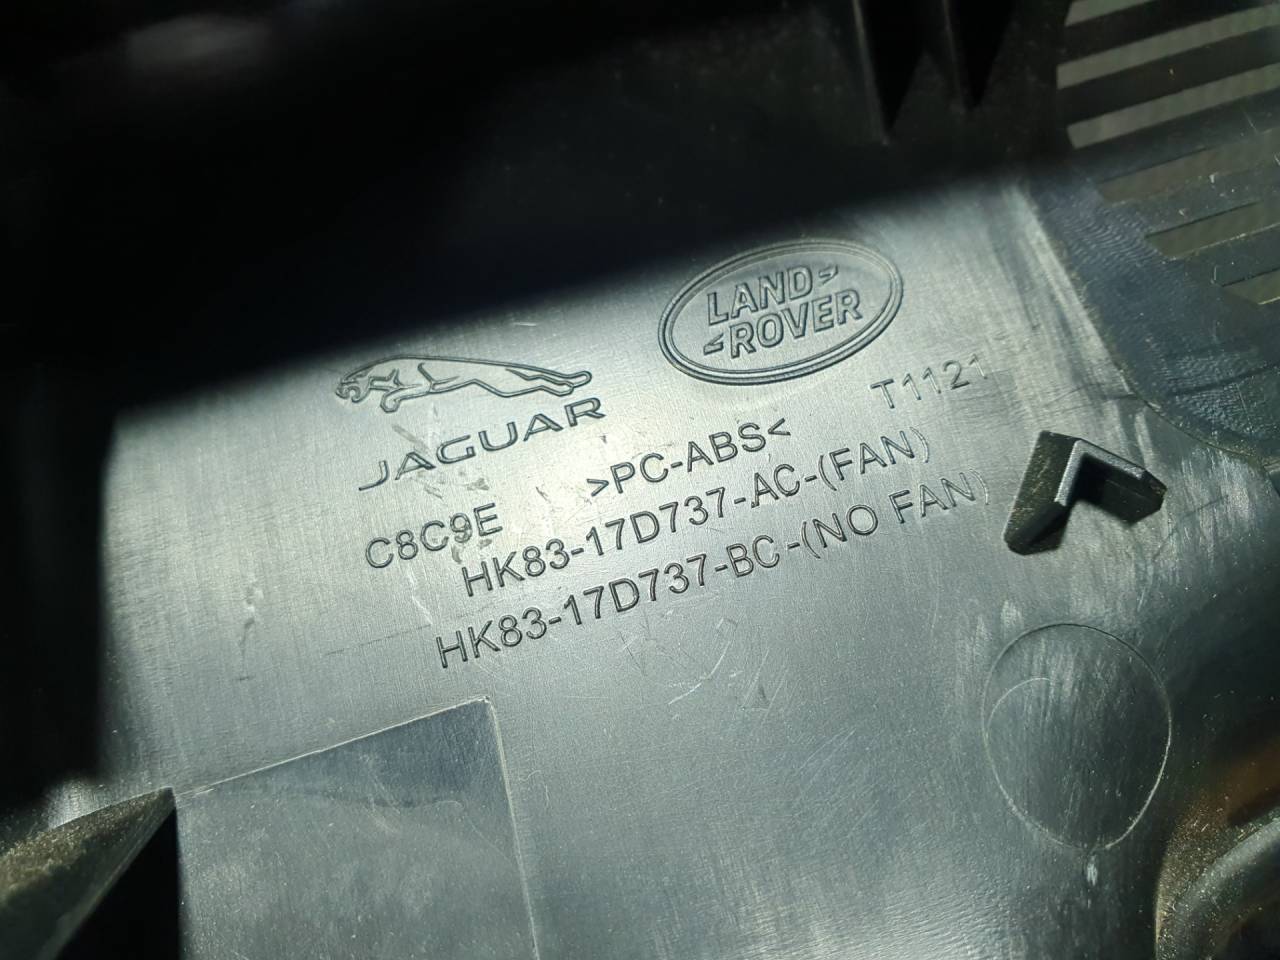 LAND
ROVER
JAGUAR
T1121
>PC-ABS<
C8C9E
HK83-17D737-AC-(FAN)
HK83-17D737-BC-(NO FAN)